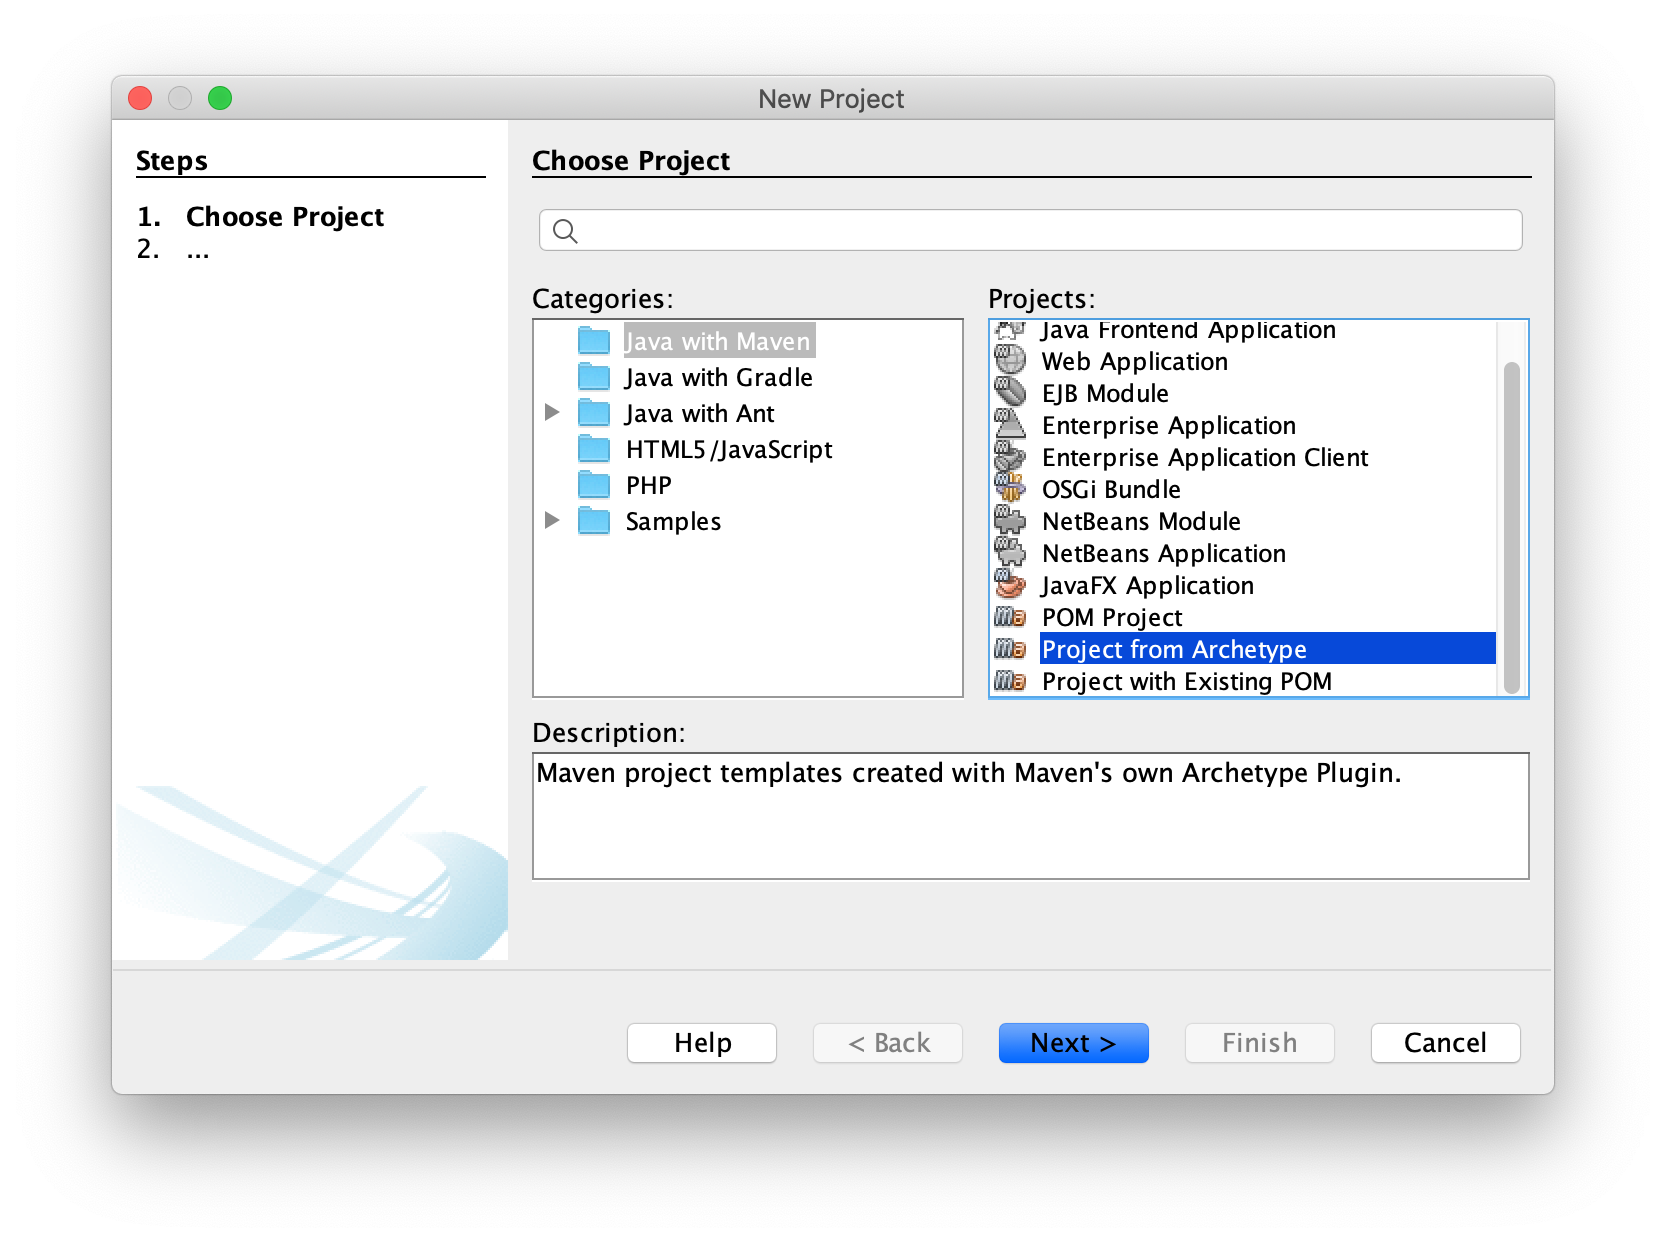 New Project
Steps
1. Choose Project
2. ...
Choose Project
Categories:
Java with Maven
Java with Gradle
Java with Ant
HTML5/JavaScript
PHP
Samples
Projects:
Java Frontend Application
Web Application
EJB Module
Enterprise Application
Enterprise Application Client
OSGi Bundle
NetBeans Module
NetBeans Application
JavaFX Application
POM Project
Project from Archetype
Project with Existing POM
Description:
Maven project templates created with Maven's own Archetype Plugin.
Help
< Back
Next >
Finish
Cancel